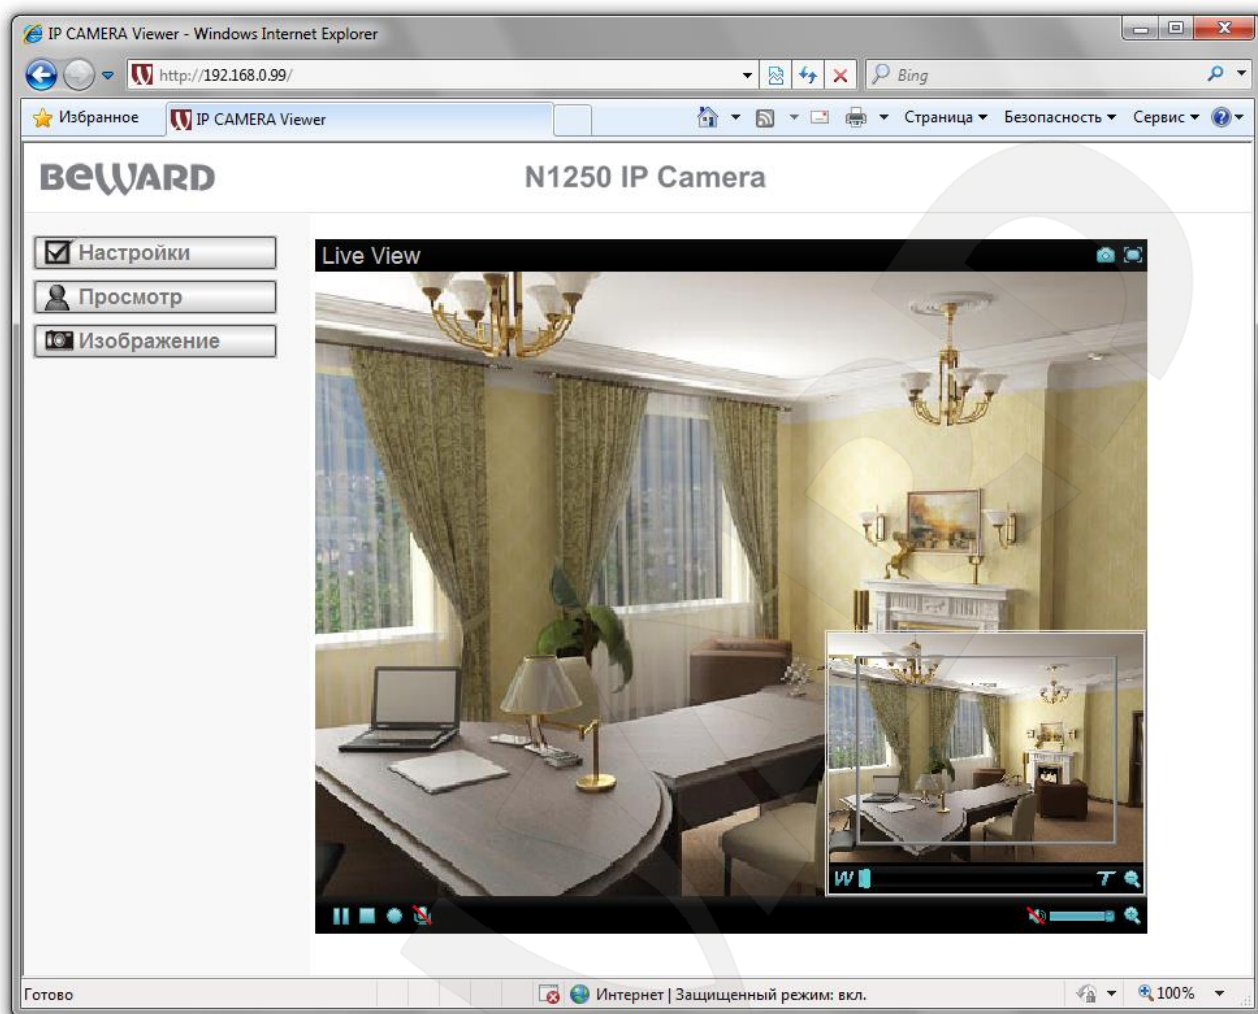 IP CAMERA Viewer - Windows Internet Explorer
http://192.168.0.99/
Bing
Избранное
IP CAMERA Viewer
Страница
Безопасность
Сервис
BEWARD
N1250 IP Camera
Настройки
Просмотр
Изображение
Live View
W
T
Готово
Интернет | Защищенный режим: вкл.
100%